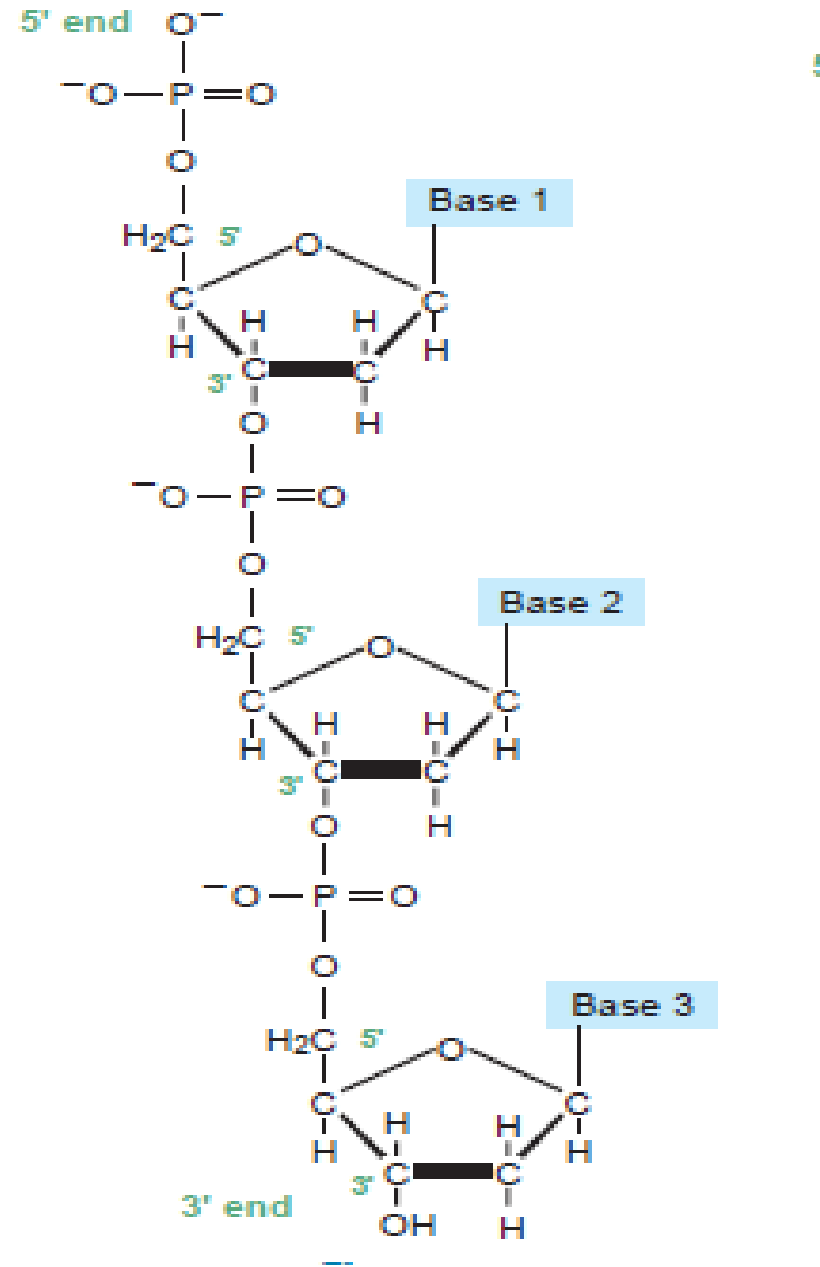 5' end O⁻
⁻O P O
O
Base 1
H₂C 5' O
C C
H H
H H
3' C C
O H
⁻O P O
O
Base 2
H₂C 5' O
C C
H H
H H
3' C C
O H
⁻O P O
O
Base 3
H₂C 5' O
C C
H H
H H
3' C C
3' end
OH H